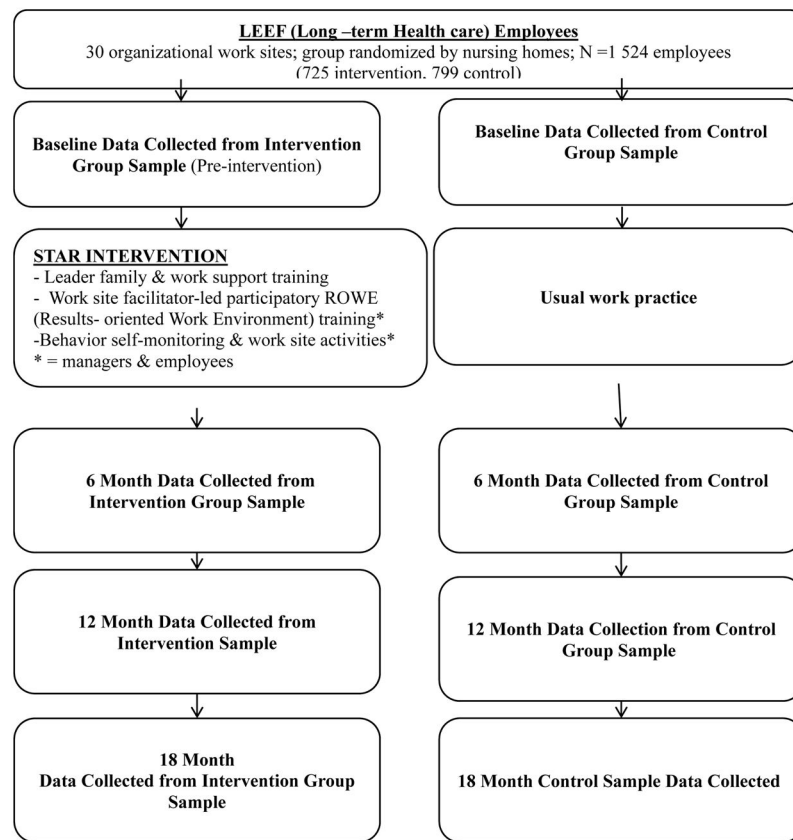 LEEF (Long –term Health care) Employees
30 organizational work sites; group randomized by nursing homes; N =1 524 employees
(725 intervention, 799 control)
Baseline Data Collected from Intervention
Group Sample (Pre-intervention)
Baseline Data Collected from Control
Group Sample
STAR INTERVENTION
- Leader family & work support training
- Work site facilitator-led participatory ROWE
(Results- oriented Work Environment) training*
-Behavior self-monitoring & work site activities*
* = managers & employees
Usual work practice
6 Month Data Collected from
Intervention Group Sample
6 Month Data Collected from Control
Group Sample
12 Month Data Collected from
Intervention Sample
12 Month Data Collection from Control
Group Sample
18 Month
Data Collected from Intervention Group
Sample
18 Month Control Sample Data Collected